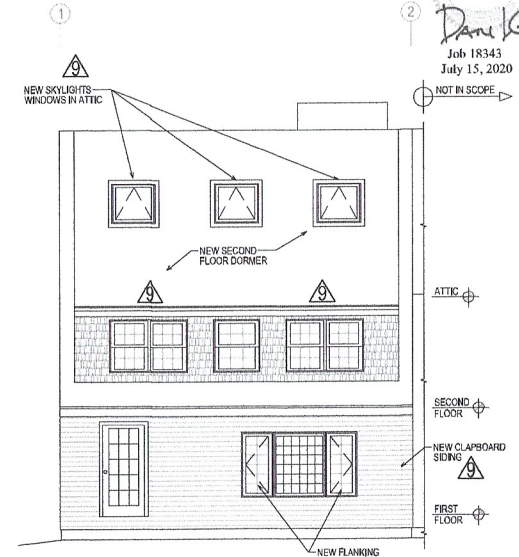 1
2
Job 18343
July 15, 2020
9
NEW SKYLIGHTS
WINDOWS IN ATTIC
NOT IN SCOPE
NEW SECOND
FLOOR DORMER
9
9
ATTIC
SECOND
FLOOR
NEW CLAPBOARD
SIDING
9
FIRST
FLOOR
NEW FLANKING